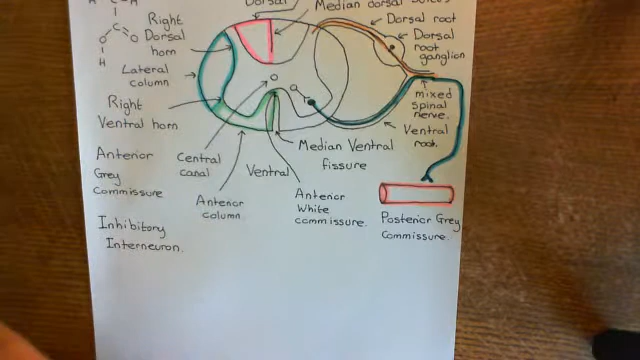 Dorsal
Median dorsal
Right
Dorsal
horn
Dorsal root
Dorsal
root
ganglion
Lateral
column
Right
Ventral horn
mixed
spinal
nerve.
Ventral
root.
Anterior
Grey
Commissure
Central
canal
Ventral
Median Ventral
fissure
Anterior
column
Anterior
White
commissure.
Posterior Grey
Commissure.
Inhibitory
Interneuron.
C
O
O
H